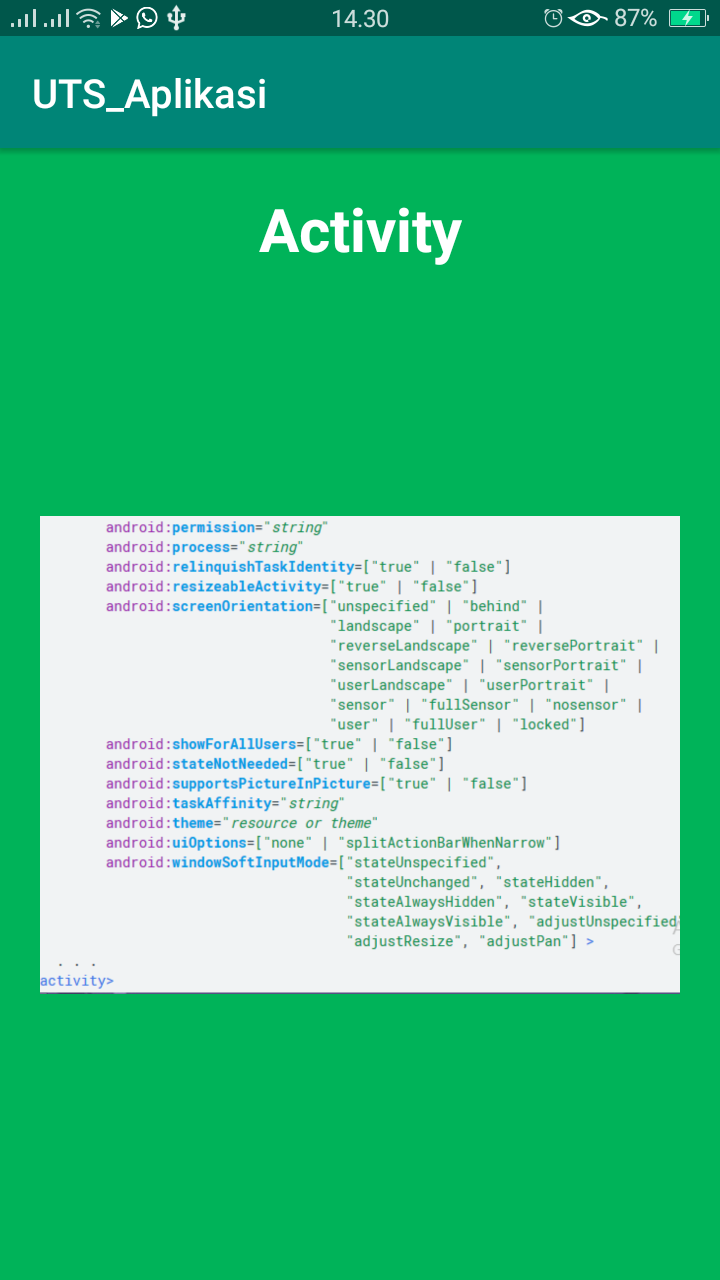 14.30 87%
UTS_Aplikasi
Activity
android:permission="string"
android:process="string"
android:relinquishTaskIdentity=["true" | "false"]
android:resizeableActivity=["true" | "false"]
android:screenOrientation=["unspecified" | "behind" |
"landscape" | "portrait" |
"reverseLandscape" | "reversePortrait" |
"sensorLandscape" | "sensorPortrait" |
"userLandscape" | "userPortrait" |
"sensor" | "fullSensor" | "nosensor" |
"user" | "fullUser" | "locked"]
android:showForAllUsers=["true" | "false"]
android:stateNotNeeded=["true" | "false"]
android:supportsPictureInPicture=["true" | "false"]
android:taskAffinity="string"
android:theme="resource or theme"
android:uiOptions=["none" | "splitActionBarWhenNarrow"]
android:windowSoftInputMode=["stateUnspecified",
"stateUnchanged", "stateHidden",
"stateAlwaysHidden", "stateVisible",
"stateAlwaysVisible", "adjustUnspecified
"adjustResize", "adjustPan"] >
. . .
activity>